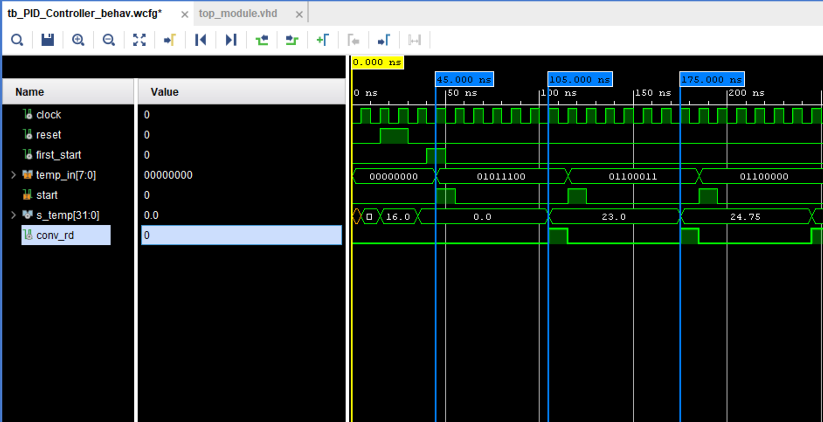 tb_PID_Controller_behav.wcfg* × top_module.vhd ×
0.000 ns
45.000 ns 105.000 ns 175.000 ns
Name Value
0 ns 50 ns 100 ns 150 ns 200 ns
clock 0
reset 0
first_start 0
temp_in[7:0] 00000000 00000000 01011100 01100011 01100000
start 0
s_temp[31:0] 0.0 16.0 0.0 23.0 24.75
conv_rd 0